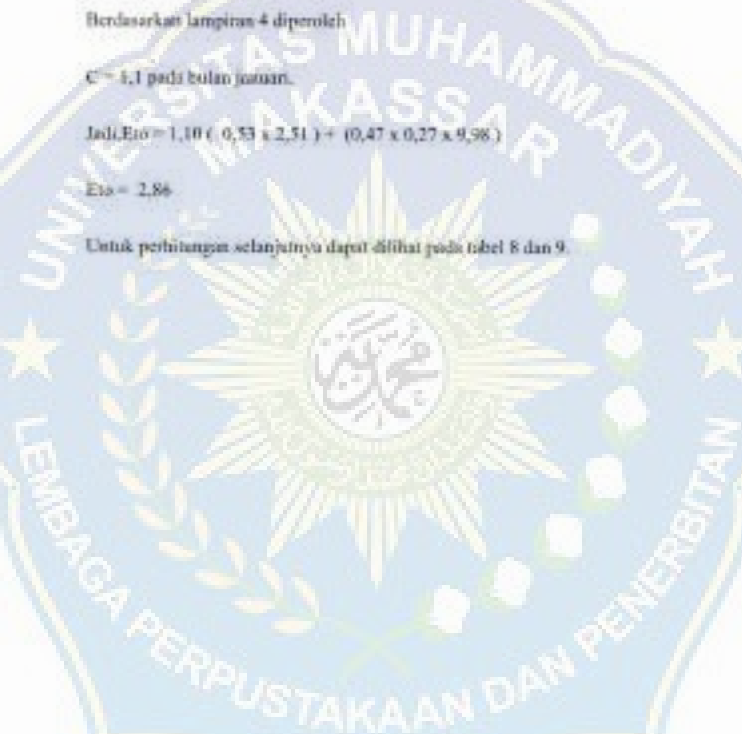 Berdasarkan lampiran 4 diperoleh
C = 1,1 pada bulan januari.
Jadi,Eto = 1,10 ( 0,53 x 2,51 ) + (0,47 x 0,27 x 9,98 )
Eto = 2,86
Untuk perhitungan selanjutnya dapat dilihat pada tabel 8 dan 9.
UNIVERSITAS MUHAMMADIYAH
MAKASSAR
LEMBAGA PERPUSTAKAAN DAN PENERBITAN